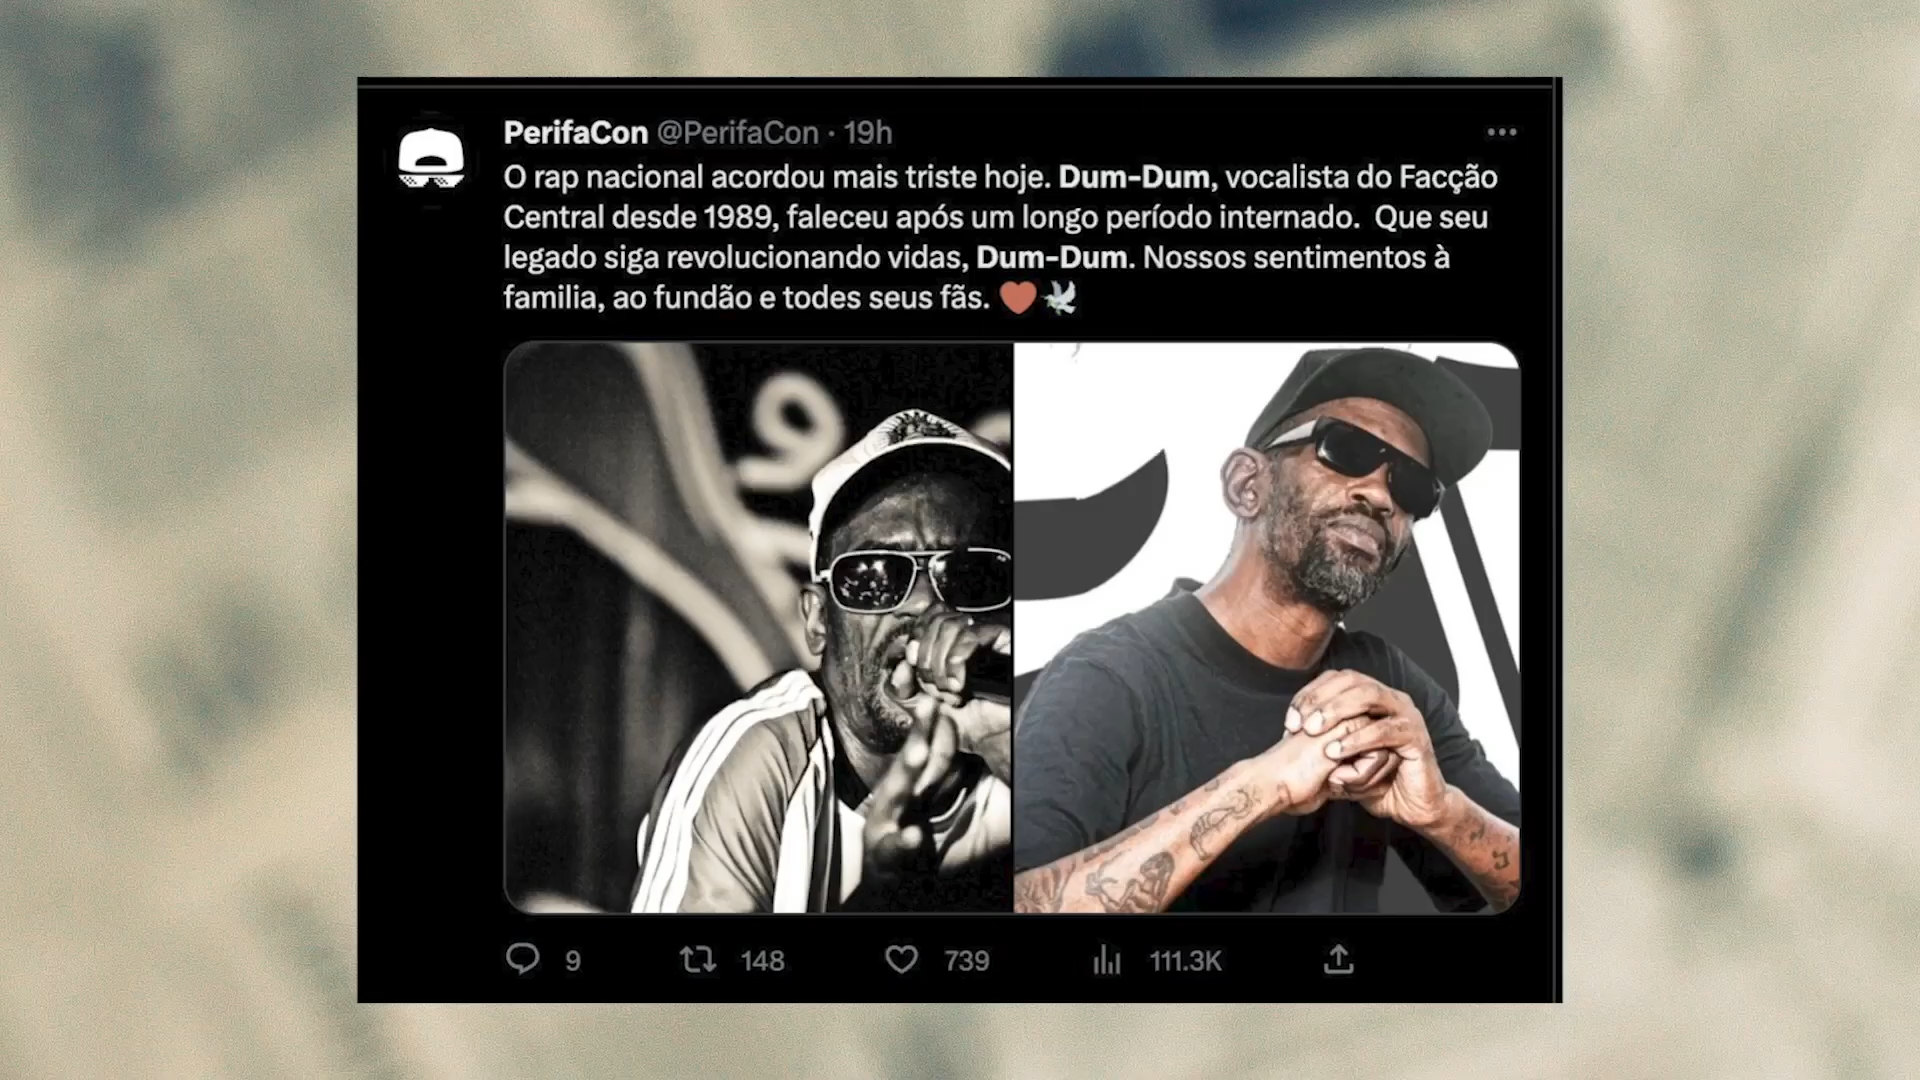 PerifaCon @PerifaCon · 19h
O rap nacional acordou mais triste hoje. Dum-Dum, vocalista do Facção
Central desde 1989, faleceu após um longo período internado. Que seu
legado siga revolucionando vidas, Dum-Dum. Nossos sentimentos à
familia, ao fundão e todes seus fãs. ❤️🕊️
9 148 739 111.3K